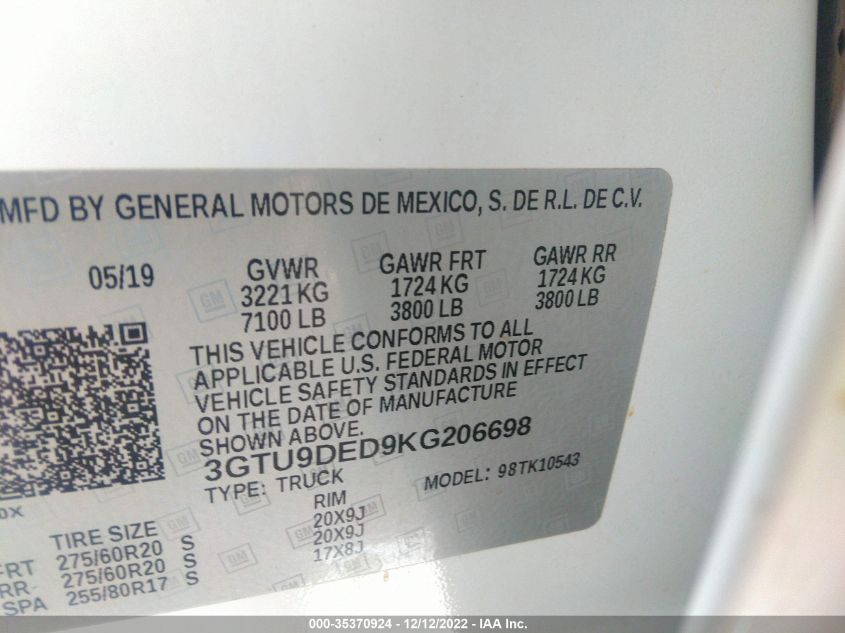 MFD BY GENERAL MOTORS DE MEXICO, S. DE R.L. DE C.V.
05/19 GVWR GAWR FRT GAWR RR
3221 KG 1724 KG 1724 KG
7100 LB 3800 LB 3800 LB
THIS VEHICLE CONFORMS TO ALL
APPLICABLE U.S. FEDERAL MOTOR
VEHICLE SAFETY STANDARDS IN EFFECT
ON THE DATE OF MANUFACTURE
SHOWN ABOVE.
3GTU9DED9KG206698
TYPE: TRUCK MODEL: 98TK10543
TIRE SIZE RIM
FRT 275/60R20 S 20X9J
RR 275/60R20 S 20X9J
SPA 255/80R17 S 17X8J
GM
000-35370924 - 12/12/2022 - IAA Inc.